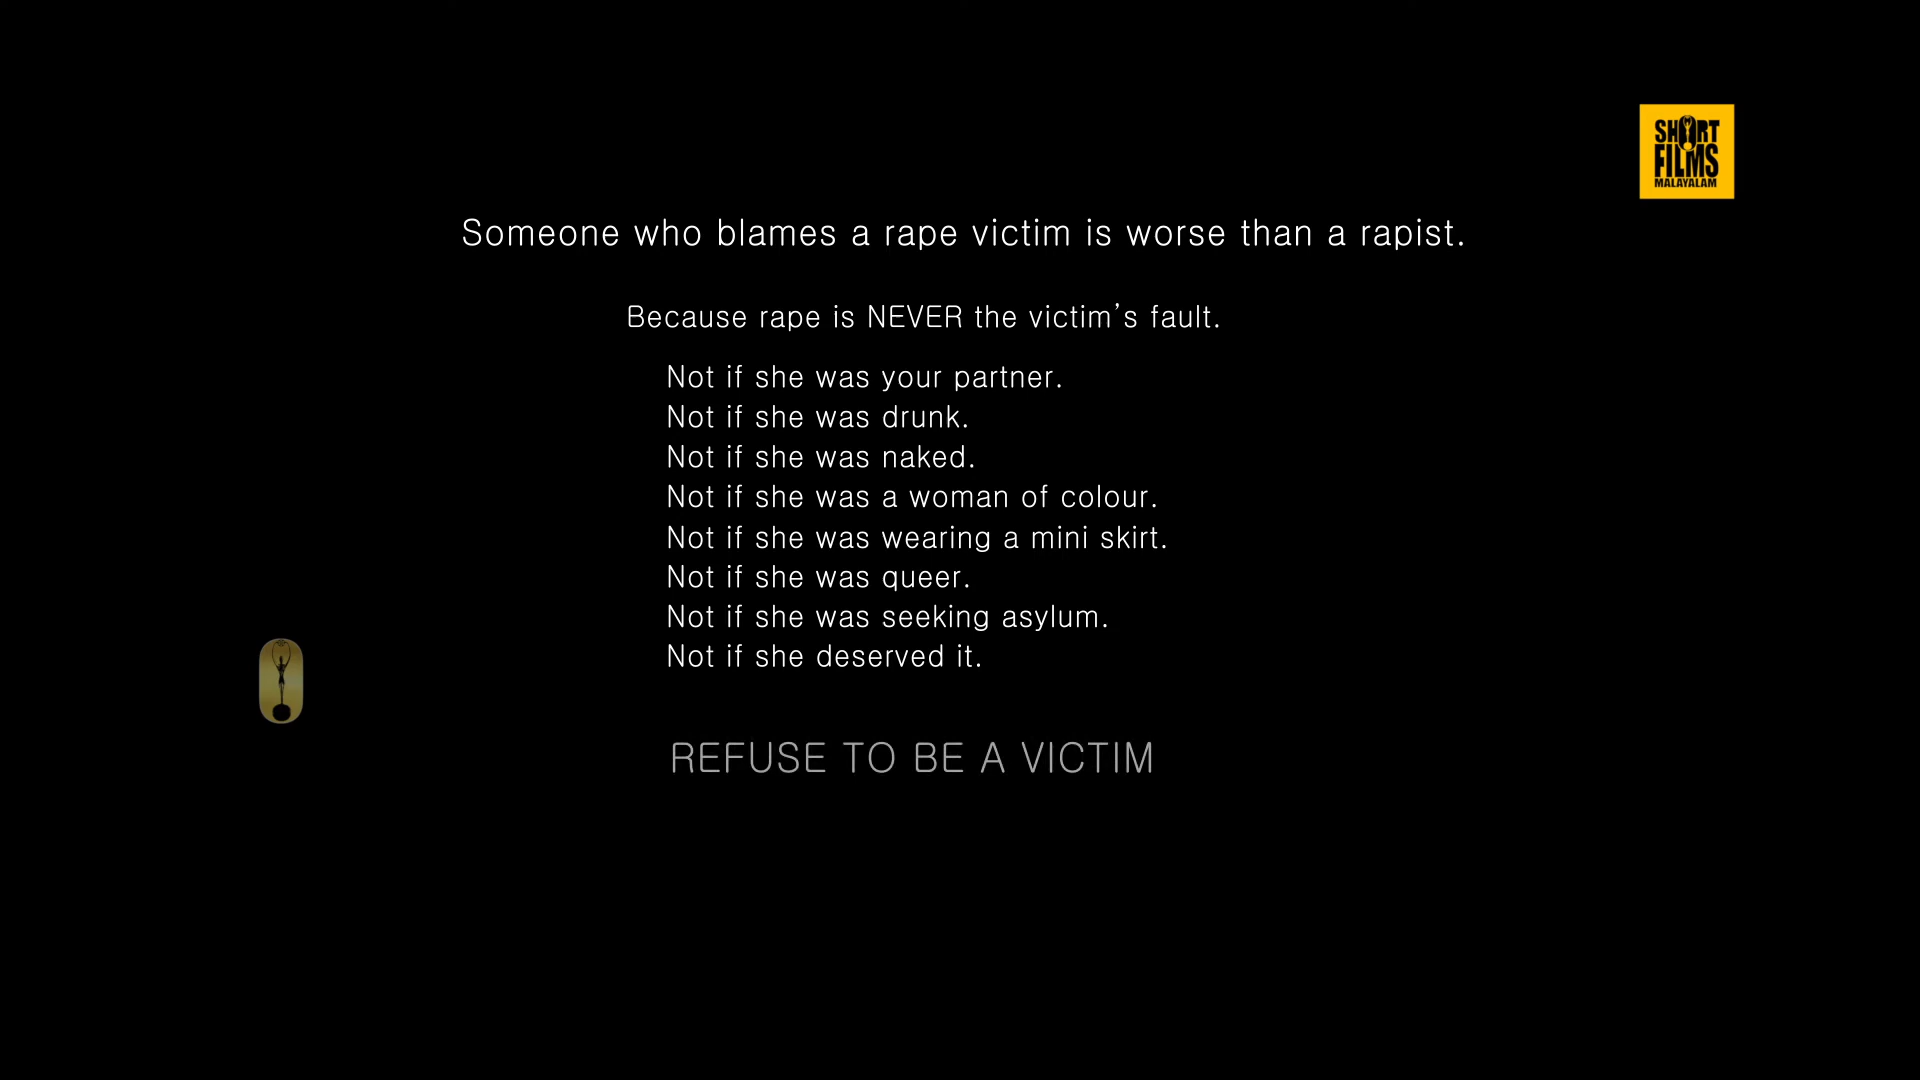 SHORT
FILMS
MALAYALAM
Someone who blames a rape victim is worse than a rapist.
Because rape is NEVER the victim's fault.
Not if she was your partner.
Not if she was drunk.
Not if she was naked.
Not if she was a woman of colour.
Not if she was wearing a mini skirt.
Not if she was queer.
Not if she was seeking asylum.
Not if she deserved it.
REFUSE TO BE A VICTIM